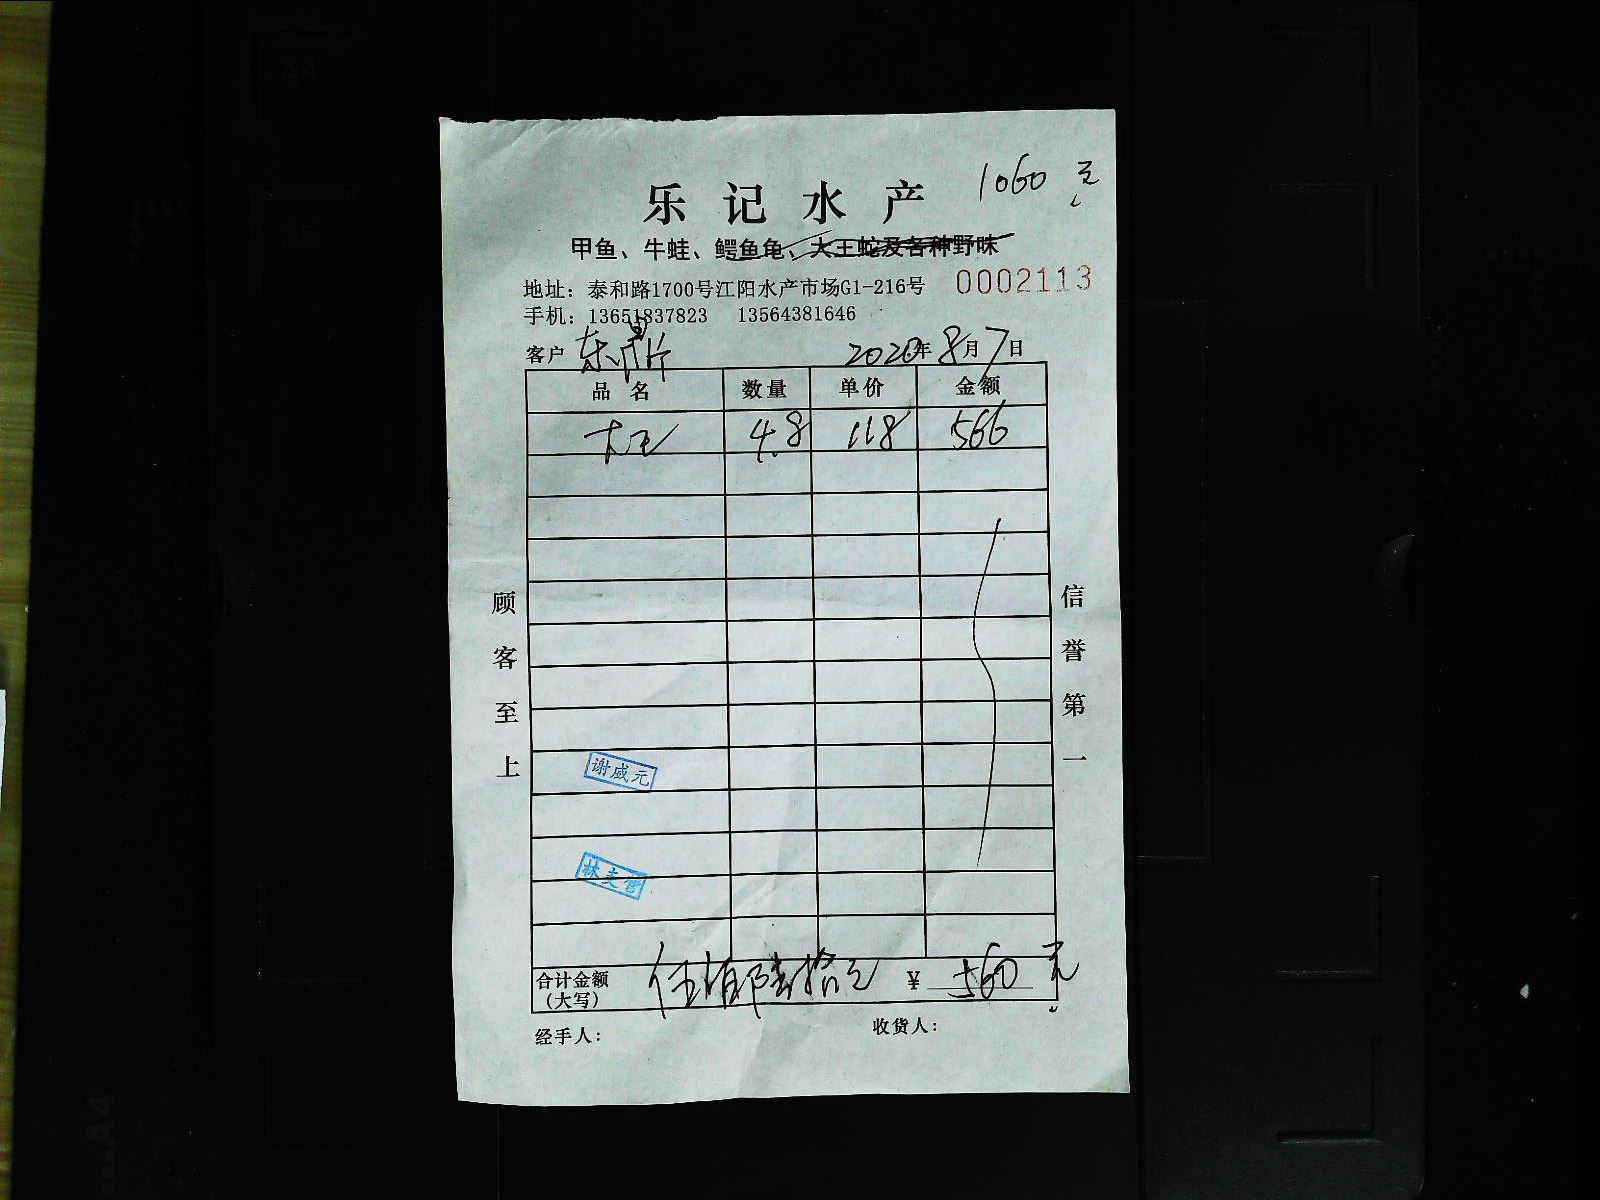 1060元
乐记水产
甲鱼、牛蛙、鳄鱼龟、大王蛇及各种野味
地址：泰和路1700号江阳水产市场G1-216号
0002113
手机：13651837823 13564381646
客户 东 2020年8月7日
品名 数量 单价 金额
大王 4.8 118 566
顾客至上
信誉第一
谢威元
合计金额（大写） 伍佰陆拾元 ¥560元
经手人： 收货人：